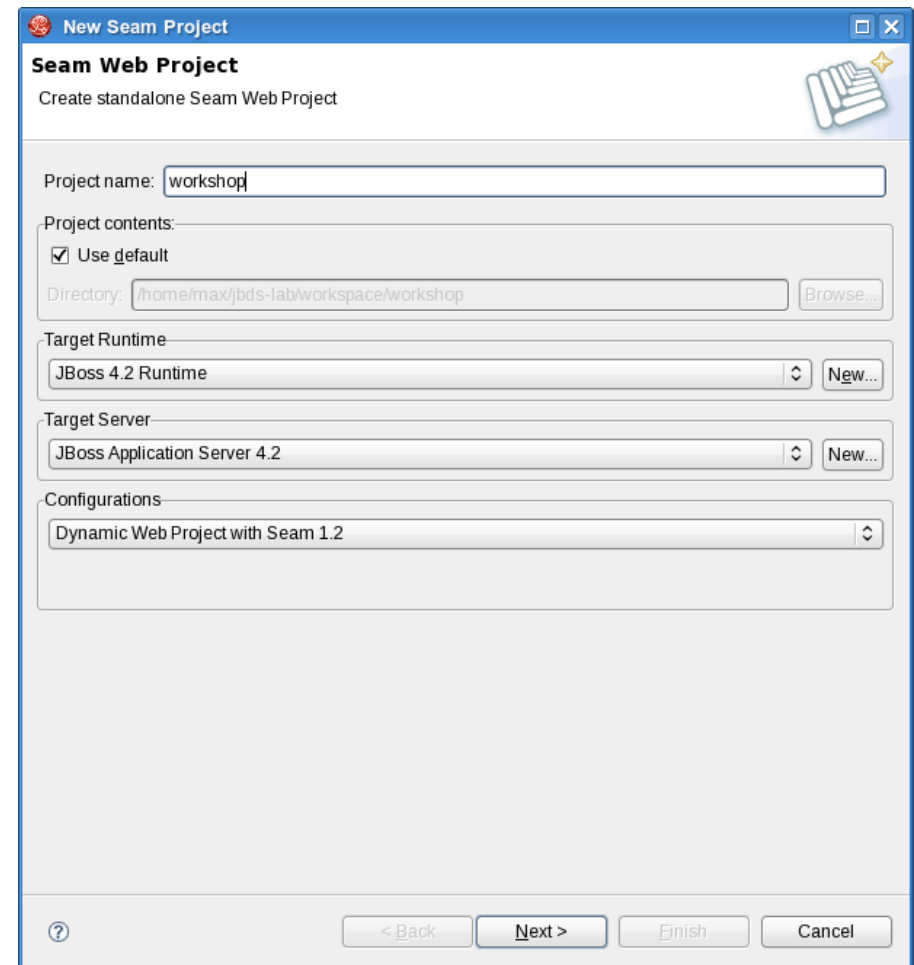 New Seam Project
Seam Web Project
Create standalone Seam Web Project
Project name: workshop
Project contents:
Use default
Directory: /home/max/jbds-lab/workspace/workshop Browse...
Target Runtime
JBoss 4.2 Runtime New...
Target Server
JBoss Application Server 4.2 New...
Configurations
Dynamic Web Project with Seam 1.2
? < Back Next > Finish Cancel